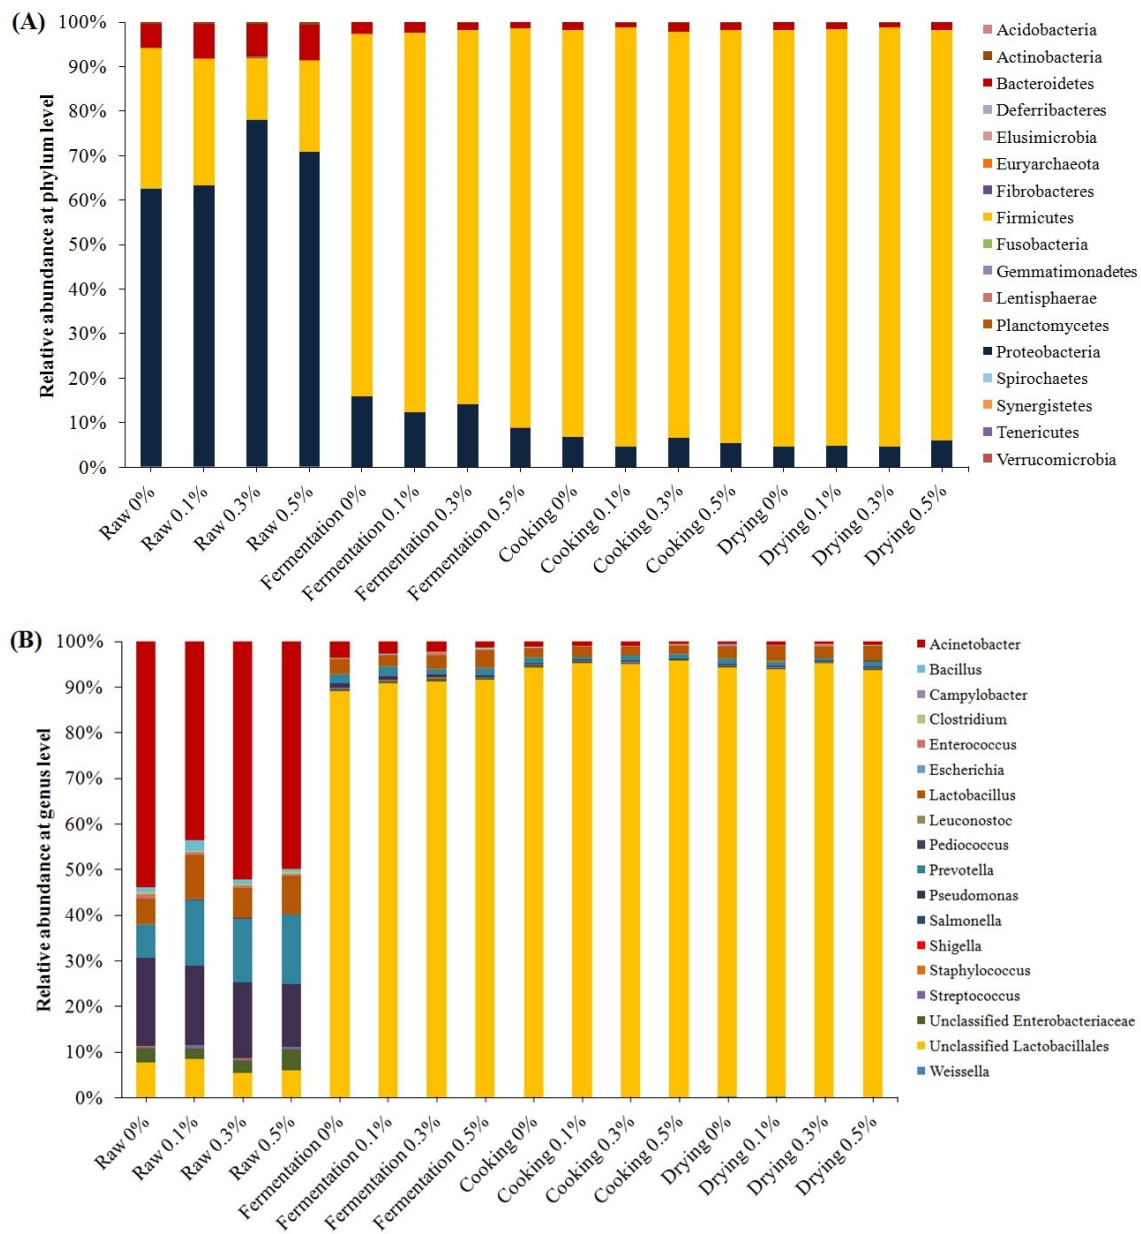 (A)
Relative abundance at phylum level
100%
90%
80%
70%
60%
50%
40%
30%
20%
10%
0%
Raw 0%
Raw 0.1%
Raw 0.3%
Raw 0.5%
Fermentation 0%
Fermentation 0.1%
Fermentation 0.3%
Fermentation 0.5%
Cooking 0%
Cooking 0.1%
Cooking 0.3%
Cooking 0.5%
Drying 0%
Drying 0.1%
Drying 0.3%
Drying 0.5%
Acidobacteria
Actinobacteria
Bacteroidetes
Deferribacteres
Elusimicrobia
Euryarchaeota
Fibrobacteres
Firmicutes
Fusobacteria
Gemmatimonadetes
Lentisphaerae
Planctomycetes
Proteobacteria
Spirochaetes
Synergistetes
Tenericutes
Verrucomicrobia
(B)
Relative abundance at genus level
100%
90%
80%
70%
60%
50%
40%
30%
20%
10%
0%
Raw 0%
Raw 0.1%
Raw 0.3%
Raw 0.5%
Fermentation 0%
Fermentation 0.1%
Fermentation 0.3%
Fermentation 0.5%
Cooking 0%
Cooking 0.1%
Cooking 0.3%
Cooking 0.5%
Drying 0%
Drying 0.1%
Drying 0.3%
Drying 0.5%
Acinetobacter
Bacillus
Campylobacter
Clostridium
Enterococcus
Escherichia
Lactobacillus
Leuconostoc
Pediococcus
Prevotella
Pseudomonas
Salmonella
Shigella
Staphylococcus
Streptococcus
Unclassified Enterobacteriaceae
Unclassified Lactobacillales
Weissella